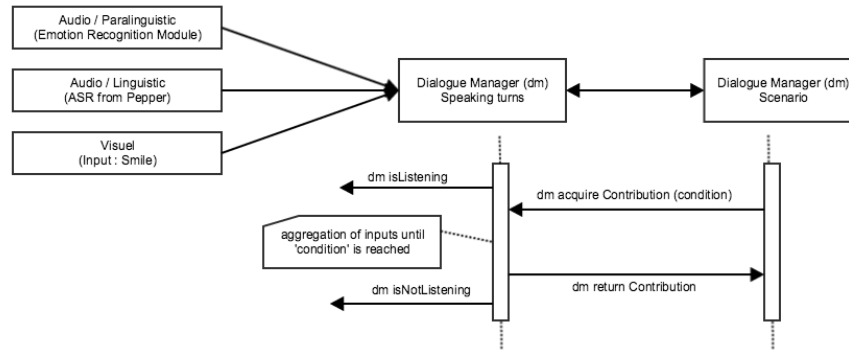 Audio / Paralinguistic
(Emotion Recognition Module)
Audio / Linguistic
(ASR from Pepper)
Visuel
(Input : Smile)
Dialogue Manager (dm)
Speaking turns
Dialogue Manager (dm)
Scenario
dm isListening
dm acquire Contribution (condition)
aggregation of inputs until
'condition' is reached
dm return Contribution
dm isNotListening